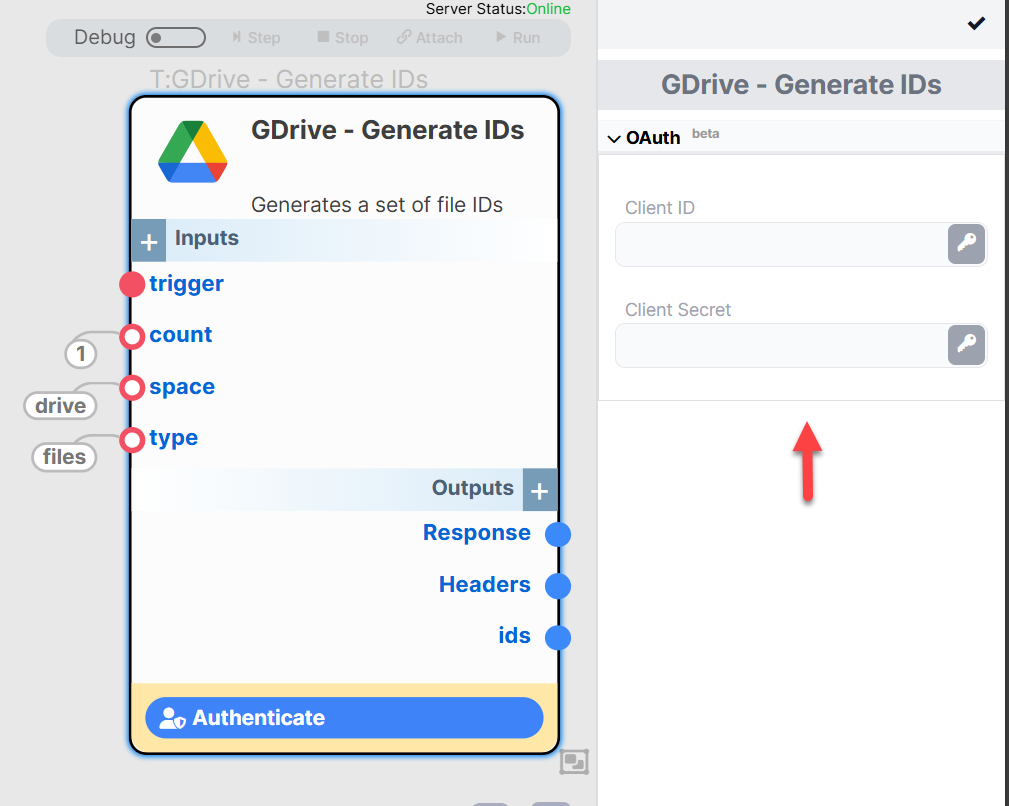 Server Status:Online
Debug
Step
Stop
Attach
Run
T:GDrive - Generate IDs
GDrive - Generate IDs
Generates a set of file IDs
Inputs
trigger
count
1
space
drive
type
files
Outputs
Response
Headers
ids
Authenticate
GDrive - Generate IDs
OAuth beta
Client ID
Client Secret